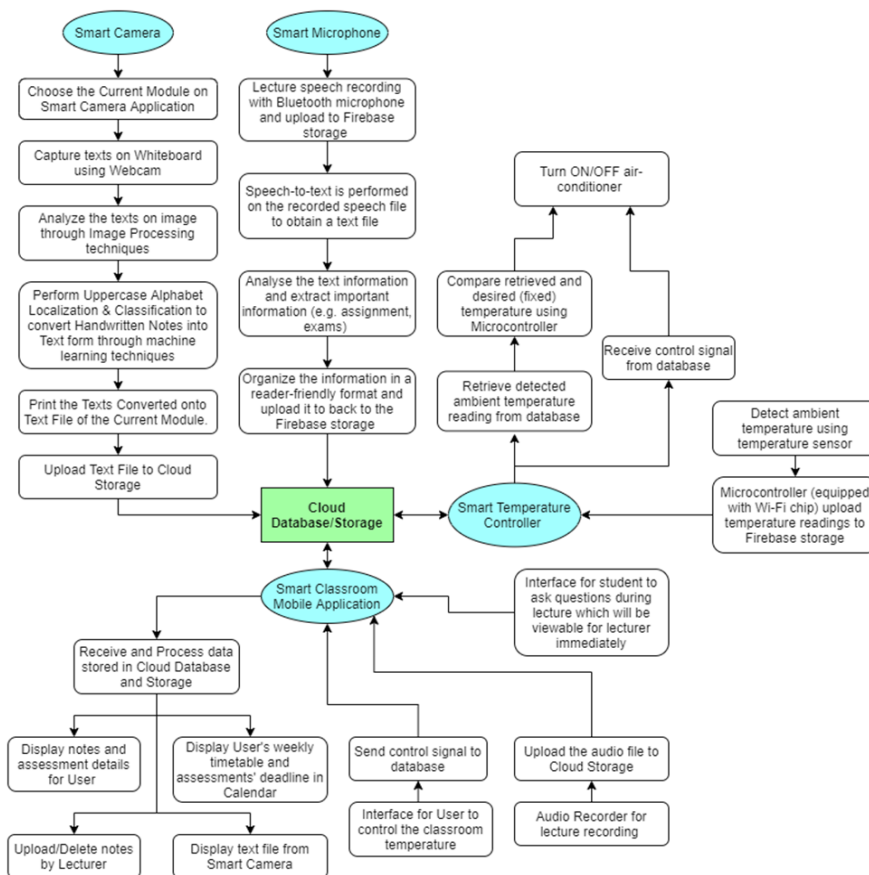 Smart Camera
Choose the Current Module on
Smart Camera Application
Capture texts on Whiteboard
using Webcam
Analyze the texts on image
through Image Processing
techniques
Perform Uppercase Alphabet
Localization & Classification to
convert Handwritten Notes into
Text form through machine
learning techniques
Print the Texts Converted onto
Text File of the Current Module.
Upload Text File to Cloud
Storage
Smart Microphone
Lecture speech recording
with Bluetooth microphone
and upload to Firebase
storage
Speech-to-text is performed
on the recorded speech file
to obtain a text file
Analyse the text information
and extract important
information (e.g. assignment,
exams)
Organize the information in a
reader-friendly format and
upload it to back to the
Firebase storage
Turn ON/OFF air-
conditioner
Compare retrieved and
desired (fixed)
temperature using
Microcontroller
Receive control signal
from database
Retrieve detected
ambient temperature
reading from database
Detect ambient
temperature using
temperature sensor
Microcontroller (equipped
with Wi-Fi chip) upload
temperature readings to
Firebase storage
Cloud
Database/Storage
Smart Temperature
Controller
Smart Classroom
Mobile Application
Interface for student to
ask questions during
lecture which will be
viewable for lecturer
immediately
Receive and Process data
stored in Cloud Database
and Storage
Display notes and
assessment details
for User
Display User's weekly
timetable and
assessments' deadline in
Calendar
Upload/Delete notes
by Lecturer
Display text file from
Smart Camera
Send control signal to
database
Interface for User to
control the classroom
temperature
Upload the audio file to
Cloud Storage
Audio Recorder for
lecture recording